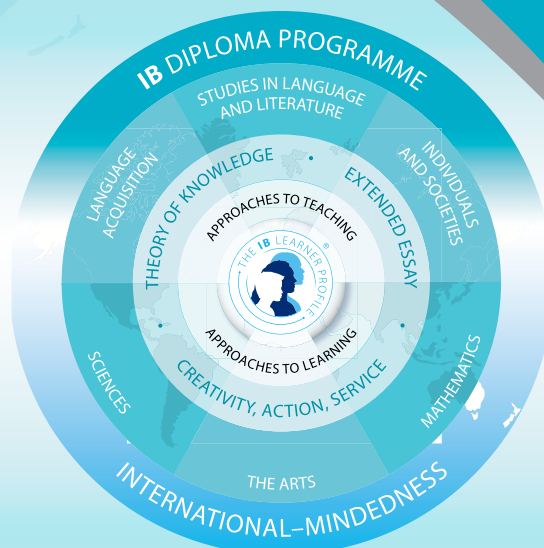 IB DIPLOMA PROGRAMME
STUDIES IN LANGUAGE
AND LITERATURE
LANGUAGE
ACQUISITION
INDIVIDUALS
AND SOCIETIES
THEORY OF KNOWLEDGE
EXTENDED ESSAY
APPROACHES TO TEACHING
THE IB LEARNER PROFILE ®
APPROACHES TO LEARNING
CREATIVITY, ACTION, SERVICE
SCIENCES
MATHEMATICS
THE ARTS
INTERNATIONAL–MINDEDNESS